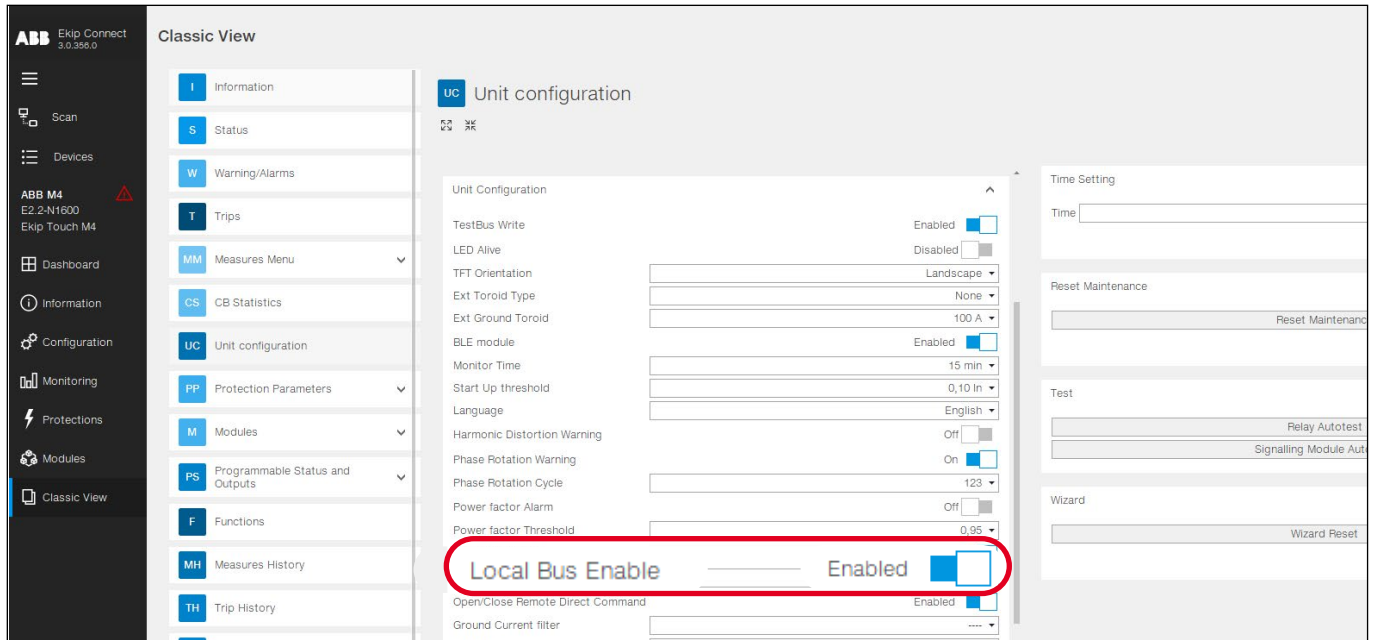 ABB Ekip Connect
3.0.356.0
Scan
Devices
ABB M4
E2.2-N1600
Ekip Touch M4
Dashboard
Information
Configuration
Monitoring
Protections
Modules
Classic View
Classic View
I Information
S Status
W Warning/Alarms
T Trips
MM Measures Menu
CS CB Statistics
UC Unit configuration
PP Protection Parameters
M Modules
PS Programmable Status and
Outputs
F Functions
MH Measures History
TH Trip History
UC Unit configuration
Unit Configuration
TestBus Write Enabled
LED Alive Disabled
TFT Orientation Landscape
Ext Toroid Type None
Ext Ground Toroid 100 A
BLE module Enabled
Monitor Time 15 min
Start Up threshold 0,10 In
Language English
Harmonic Distortion Warning Off
Phase Rotation Warning On
Phase Rotation Cycle 123
Power factor Alarm Off
Power factor Threshold 0,95
Local Bus Enable Enabled
Open/Close Remote Direct Command Enabled
Ground Current filter ----
Time Setting
Time
Reset Maintenance
Reset Maintenanc
Test
Relay Autotest
Signalling Module Aut
Wizard
Wizard Reset